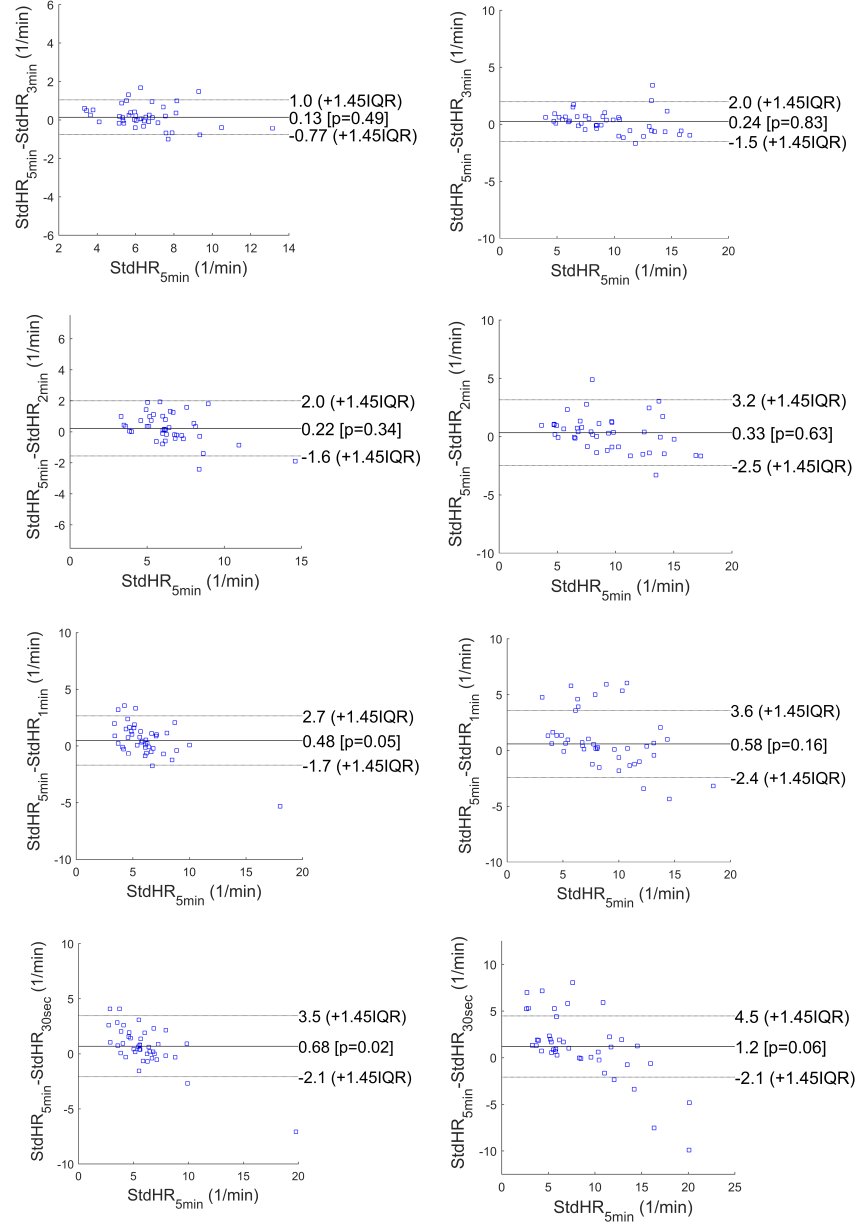 6
4
2
0
-2
-4
-6
2
4
6
8
10
12
14
StdHR5min-StdHR3min (1/min)
StdHR5min (1/min)
1.0 (+1.45IQR)
0.13 [p=0.49]
-0.77 (+1.45IQR)
10
5
0
-5
-10
0
5
10
15
20
StdHR5min-StdHR3min (1/min)
StdHR5min (1/min)
2.0 (+1.45IQR)
0.24 [p=0.83]
-1.5 (+1.45IQR)
6
4
2
0
-2
-4
-6
0
5
10
15
StdHR5min-StdHR2min (1/min)
StdHR5min (1/min)
2.0 (+1.45IQR)
0.22 [p=0.34]
-1.6 (+1.45IQR)
10
5
0
-5
-10
0
5
10
15
20
StdHR5min-StdHR2min (1/min)
StdHR5min (1/min)
3.2 (+1.45IQR)
0.33 [p=0.63]
-2.5 (+1.45IQR)
10
5
0
-5
-10
0
5
10
15
20
StdHR5min-StdHR1min (1/min)
StdHR5min (1/min)
2.7 (+1.45IQR)
0.48 [p=0.05]
-1.7 (+1.45IQR)
10
5
0
-5
-10
0
5
10
15
20
StdHR5min-StdHR1min (1/min)
StdHR5min (1/min)
3.6 (+1.45IQR)
0.58 [p=0.16]
-2.4 (+1.45IQR)
10
5
0
-5
-10
0
5
10
15
20
StdHR5min-StdHR30sec (1/min)
StdHR5min (1/min)
3.5 (+1.45IQR)
0.68 [p=0.02]
-2.1 (+1.45IQR)
10
5
0
-5
-10
0
5
10
15
20
25
StdHR5min-StdHR30sec (1/min)
StdHR5min (1/min)
4.5 (+1.45IQR)
1.2 [p=0.06]
-2.1 (+1.45IQR)